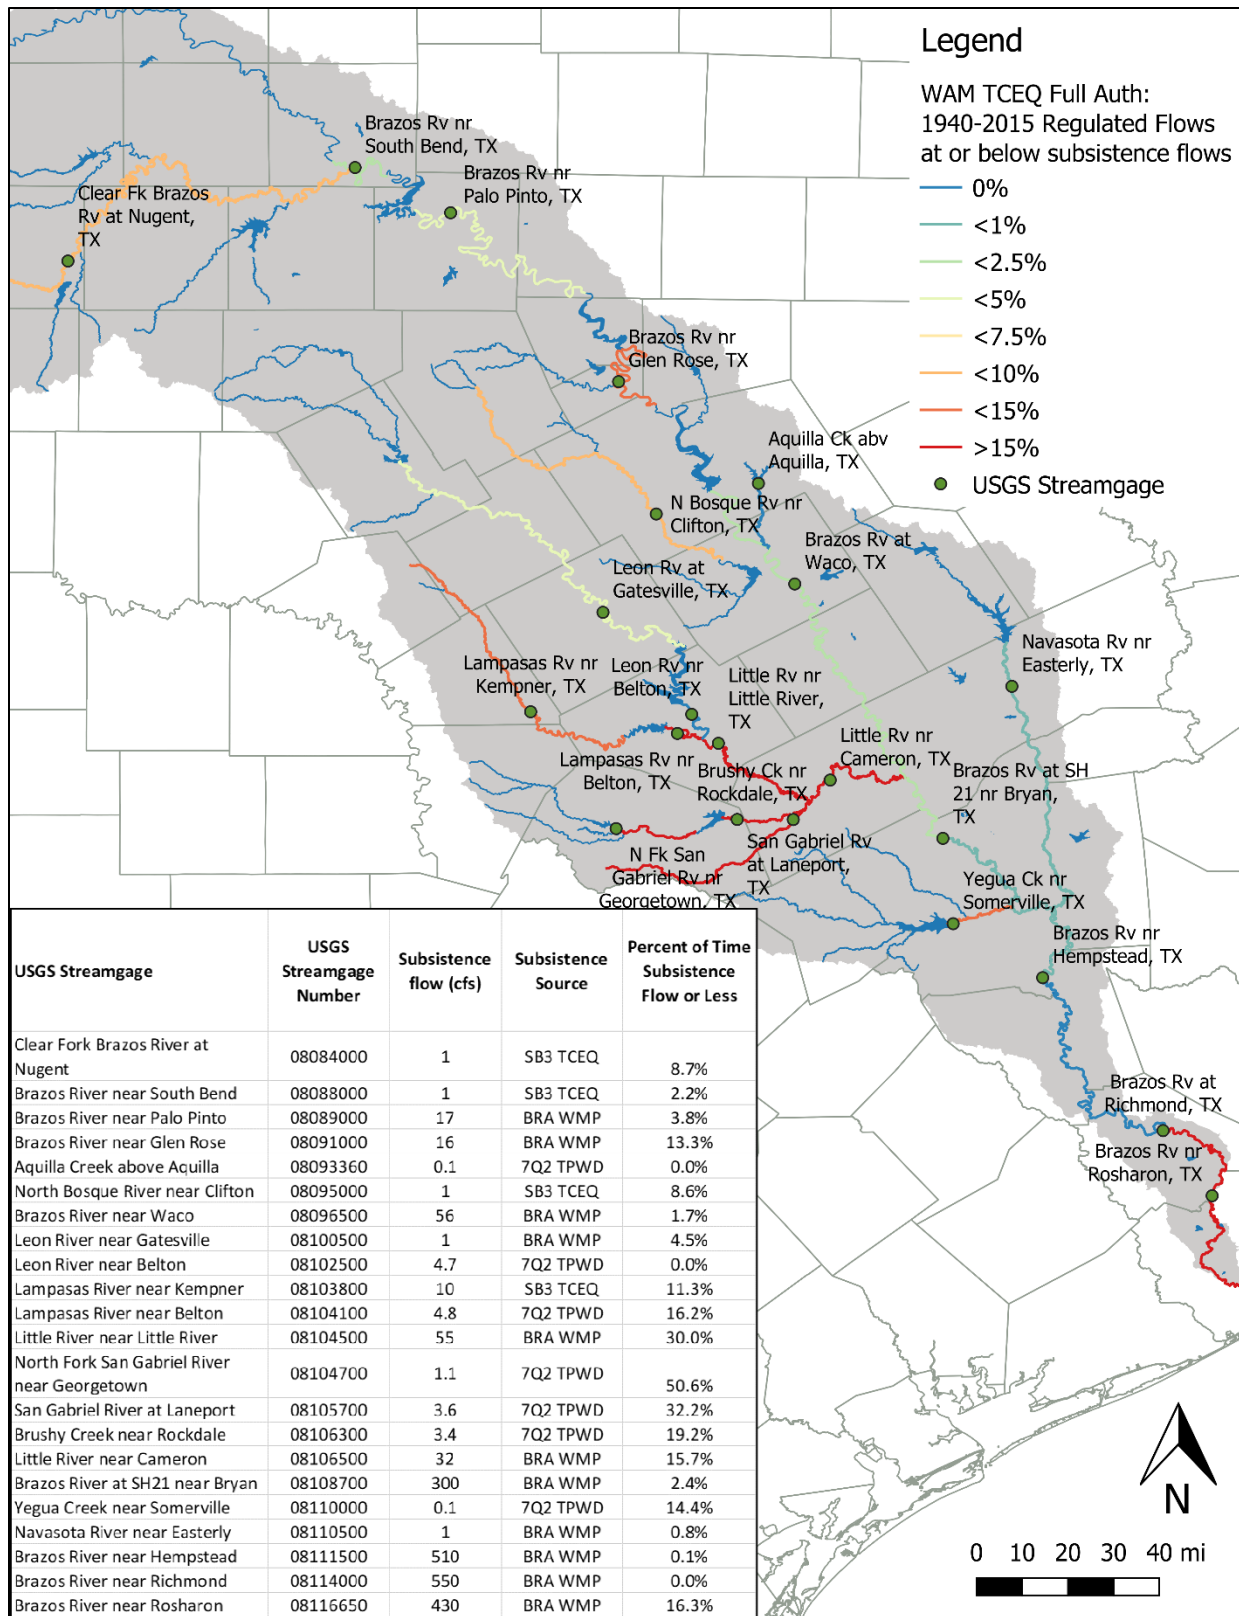 Legend
WAM TCEQ Full Auth:
1940-2015 Regulated Flows
at or below subsistence flows
0%
<1%
<2.5%
<5%
<7.5%
<10%
<15%
>15%
USGS Streamgage
Brazos Rv nr
South Bend, TX
Brazos Rv nr
Palo Pinto, TX
Clear Fk Brazos
Rv at Nugent,
TX
Brazos Rv nr
Glen Rose, TX
Aquilla Ck abv
Aquilla, TX
N Bosque Rv nr
Clifton, TX
Brazos Rv at
Waco, TX
Leon Rv at
Gatesville, TX
Navasota Rv nr
Easterly, TX
Lampasas Rv nr
Kempner, TX
Leon Rv nr
Belton, TX
Little Rv nr
Little River,
TX
Lampasas Rv nr
Belton, TX
Brushy Ck nr
Rockdale, TX
Little Rv nr
Cameron, TX
Brazos Rv at SH
21 nr Bryan,
TX
N Fk San
Gabriel Rv nr
Georgetown, TX
San Gabriel Rv
at Laneport,
TX
Yegua Ck nr
Somerville, TX
Brazos Rv nr
Hempstead, TX
Brazos Rv at
Richmond, TX
Brazos Rv nr
Rosharon, TX
USGS Streamgage USGS Streamgage Number Subsistence flow (cfs) Subsistence Source Percent of Time Subsistence Flow or Less
Clear Fork Brazos River at Nugent 08084000 1 SB3 TCEQ 8.7%
Brazos River near South Bend 08088000 1 SB3 TCEQ 2.2%
Brazos River near Palo Pinto 08089000 17 BRA WMP 3.8%
Brazos River near Glen Rose 08091000 16 BRA WMP 13.3%
Aquilla Creek above Aquilla 08093360 0.1 7Q2 TPWD 0.0%
North Bosque River near Clifton 08095000 1 SB3 TCEQ 8.6%
Brazos River near Waco 08096500 56 BRA WMP 1.7%
Leon River near Gatesville 08100500 1 BRA WMP 4.5%
Leon River near Belton 08102500 4.7 7Q2 TPWD 0.0%
Lampasas River near Kempner 08103800 10 SB3 TCEQ 11.3%
Lampasas River near Belton 08104100 4.8 7Q2 TPWD 16.2%
Little River near Little River 08104500 55 BRA WMP 30.0%
North Fork San Gabriel River near Georgetown 08104700 1.1 7Q2 TPWD 50.6%
San Gabriel River at Laneport 08105700 3.6 7Q2 TPWD 32.2%
Brushy Creek near Rockdale 08106300 3.4 7Q2 TPWD 19.2%
Little River near Cameron 08106500 32 BRA WMP 15.7%
Brazos River at SH21 near Bryan 08108700 300 BRA WMP 2.4%
Yegua Creek near Somerville 08110000 0.1 7Q2 TPWD 14.4%
Navasota River near Easterly 08110500 1 BRA WMP 0.8%
Brazos River near Hempstead 08111500 510 BRA WMP 0.1%
Brazos River near Richmond 08114000 550 BRA WMP 0.0%
Brazos River near Rosharon 08116650 430 BRA WMP 16.3%
N
0 10 20 30 40 mi